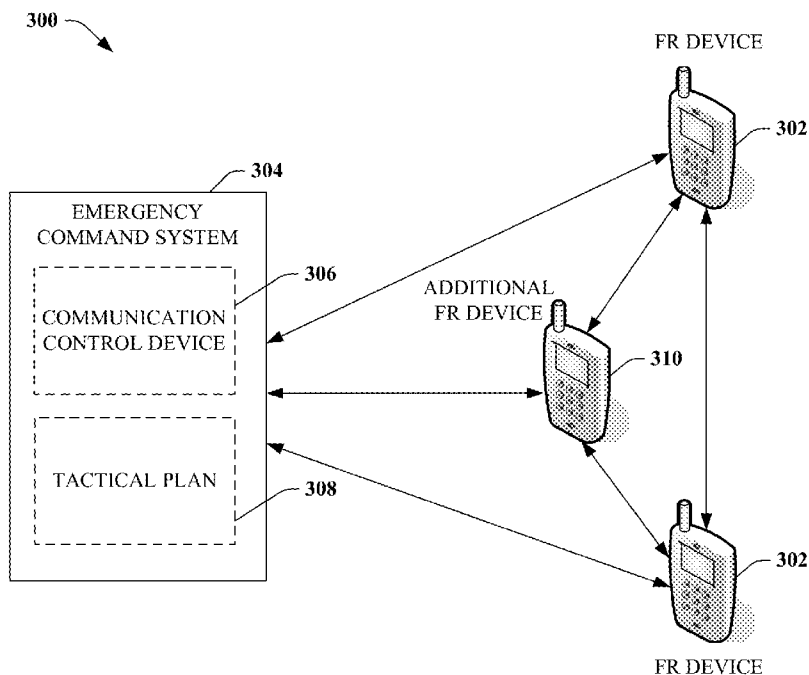 300
FR DEVICE
302
304
EMERGENCY
COMMAND SYSTEM
306
COMMUNICATION
CONTROL DEVICE
ADDITIONAL
FR DEVICE
310
TACTICAL PLAN
308
302
FR DEVICE